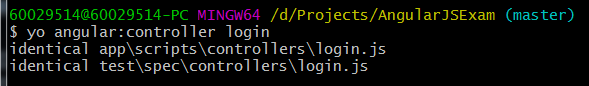 60029514@60029514-PC MINGW64 /d/Projects/AngularJSExam (master)
$ yo angular:controller login
identical app\scripts\controllers\login.js
identical test\spec\controllers\login.js